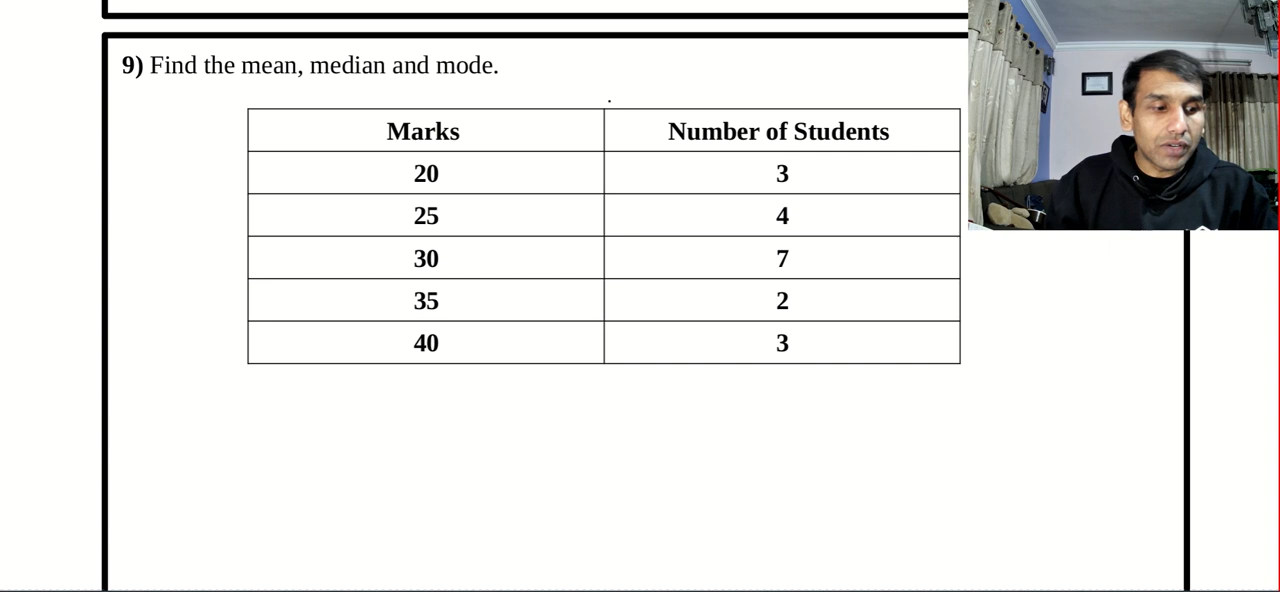 9) Find the mean, median and mode.
Marks Number of Students
20 3
25 4
30 7
35 2
40 3